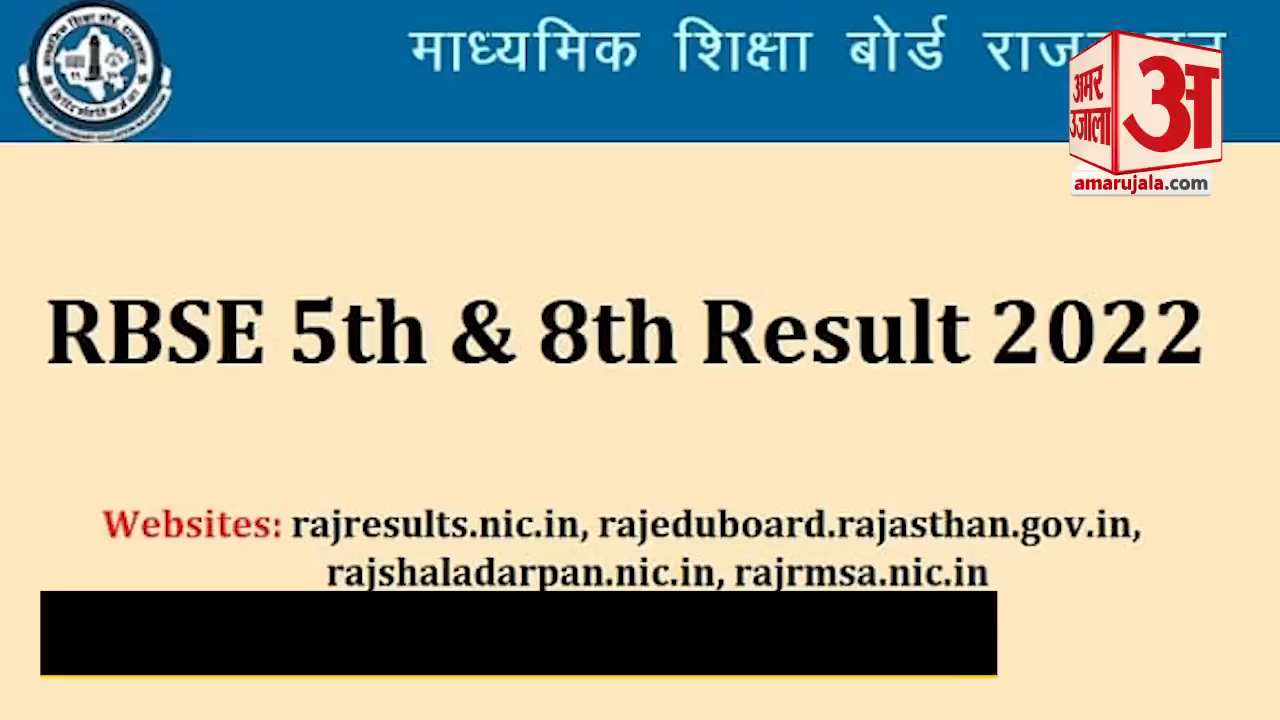 माध्यमिक शिक्षा बोर्ड
अमर
उजाला
अ
amarujala.com
RBSE 5th & 8th Result 2022
Websites: rajresults.nic.in, rajeduboard.rajasthan.gov.in,
rajshaladarpan.nic.in, rajrmsa.nic.in